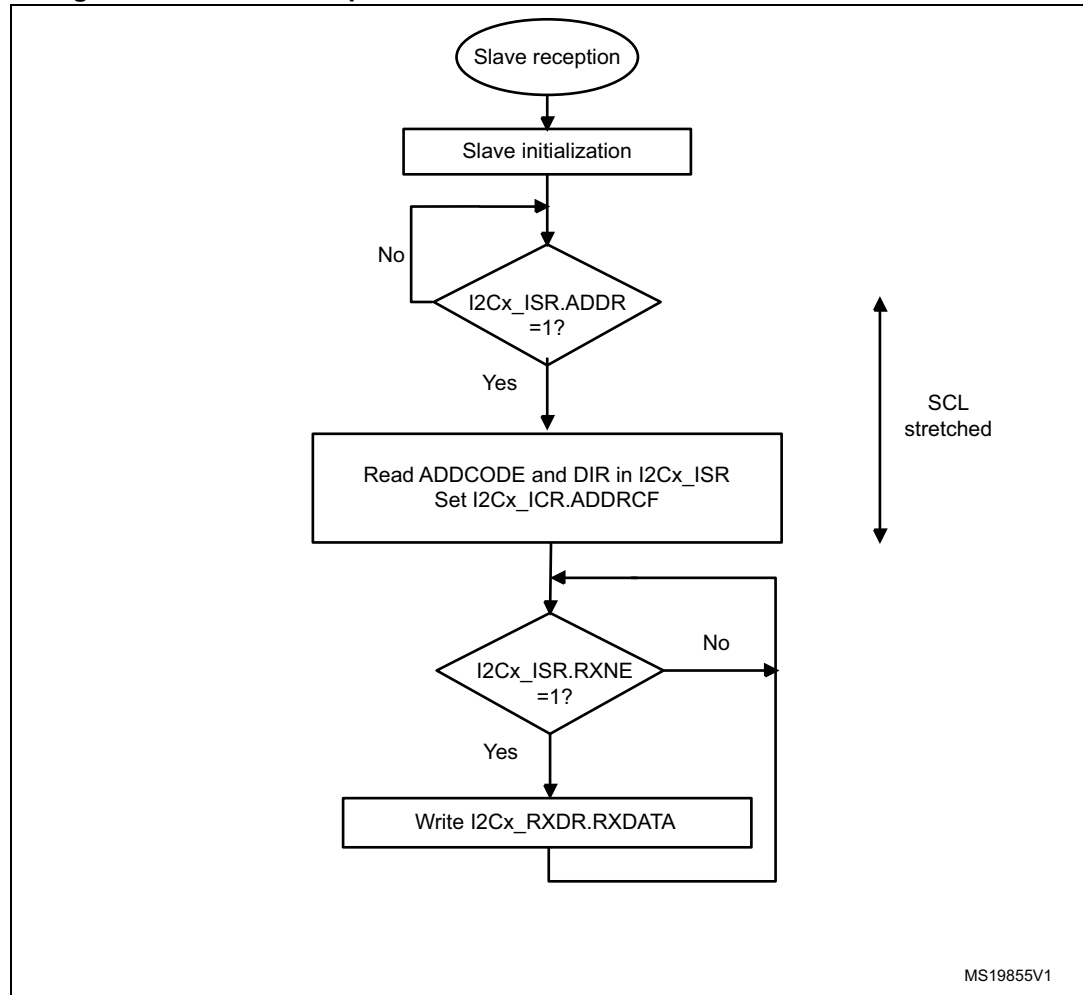 Slave reception
Slave initialization
No
I2Cx_ISR.ADDR
=1?
Yes
SCL
stretched
Read ADDCODE and DIR in I2Cx_ISR
Set I2Cx_ICR.ADDRCF
No
I2Cx_ISR.RXNE
=1?
Yes
Write I2Cx_RXDR.RXDATA
MS19855V1